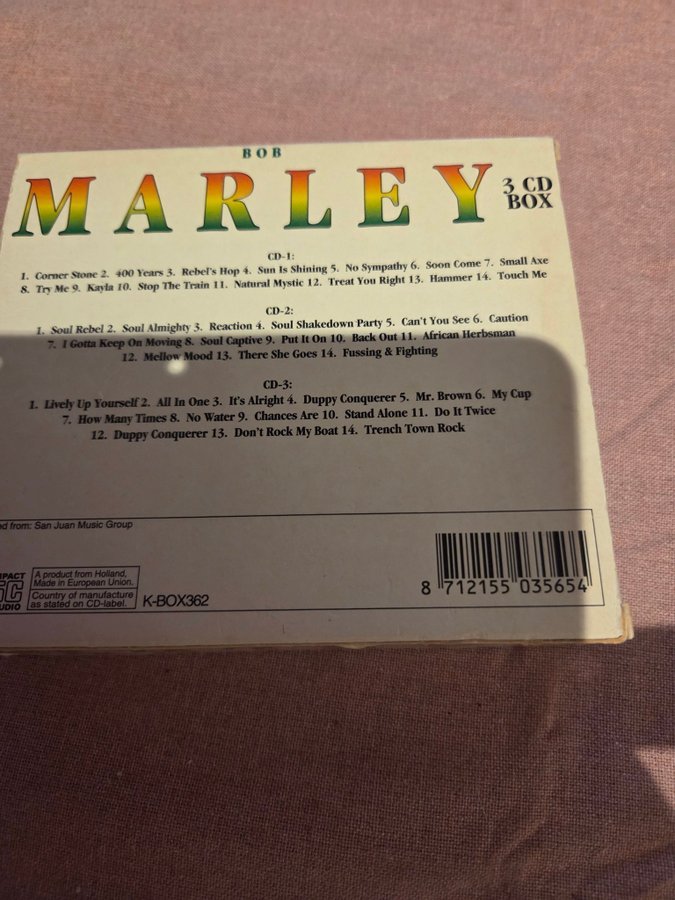 BOB
MARLEY
3 CD
BOX
CD-1:
1. Corner Stone 2. 400 Years 3. Rebel's Hop 4. Sun Is Shining 5. No Sympathy 6. Soon Come 7. Small Axe
8. Try Me 9. Kayla 10. Stop The Train 11. Natural Mystic 12. Treat You Right 13. Hammer 14. Touch Me
CD-2:
1. Soul Rebel 2. Soul Almighty 3. Reaction 4. Soul Shakedown Party 5. Can't You See 6. Caution
7. I Gotta Keep On Moving 8. Soul Captive 9. Put It On 10. Back Out 11. African Herbsman
12. Mellow Mood 13. There She Goes 14. Fussing & Fighting
CD-3:
1. Lively Up Yourself 2. All In One 3. It's Alright 4. Duppy Conquerer 5. Mr. Brown 6. My Cup
7. How Many Times 8. No Water 9. Chances Are 10. Stand Alone 11. Do It Twice
12. Duppy Conquerer 13. Don't Rock My Boat 14. Trench Town Rock
from: San Juan Music Group
A product from Holland,
Made in European Union.
Country of manufacture
as stated on CD-label.
K-BOX362
8 712155 035654